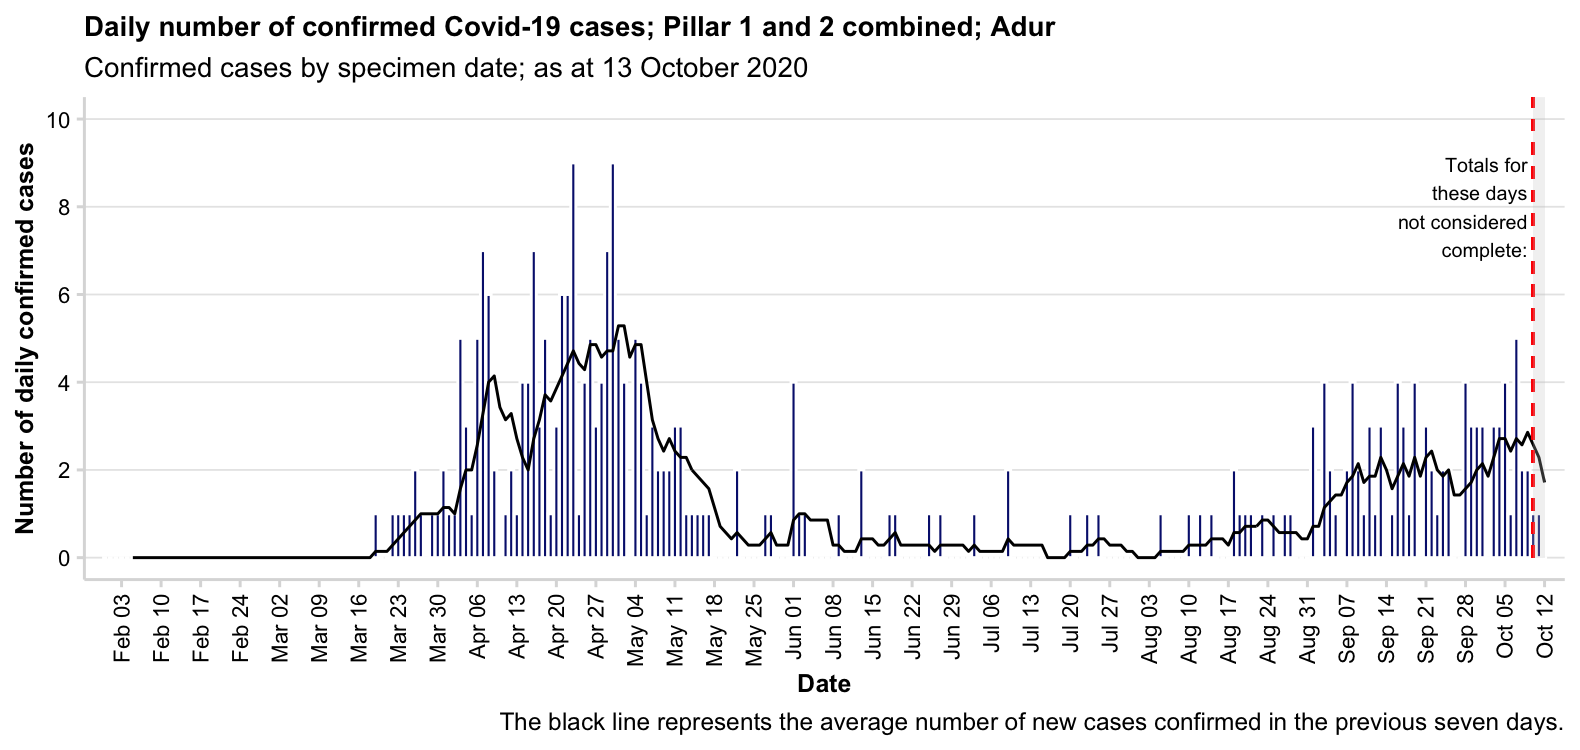 Daily number of confirmed Covid-19 cases; Pillar 1 and 2 combined; Adur
Confirmed cases by specimen date; as at 13 October 2020
Number of daily confirmed cases
10
8
6
4
2
0
Totals for
these days
not considered
complete:
Feb 03
Feb 10
Feb 17
Feb 24
Mar 02
Mar 09
Mar 16
Mar 23
Mar 30
Apr 06
Apr 13
Apr 20
Apr 27
May 04
May 11
May 18
May 25
Jun 01
Jun 08
Jun 15
Jun 22
Jun 29
Jul 06
Jul 13
Jul 20
Jul 27
Aug 03
Aug 10
Aug 17
Aug 24
Aug 31
Sep 07
Sep 14
Sep 21
Sep 28
Oct 05
Oct 12
Date
The black line represents the average number of new cases confirmed in the previous seven days.